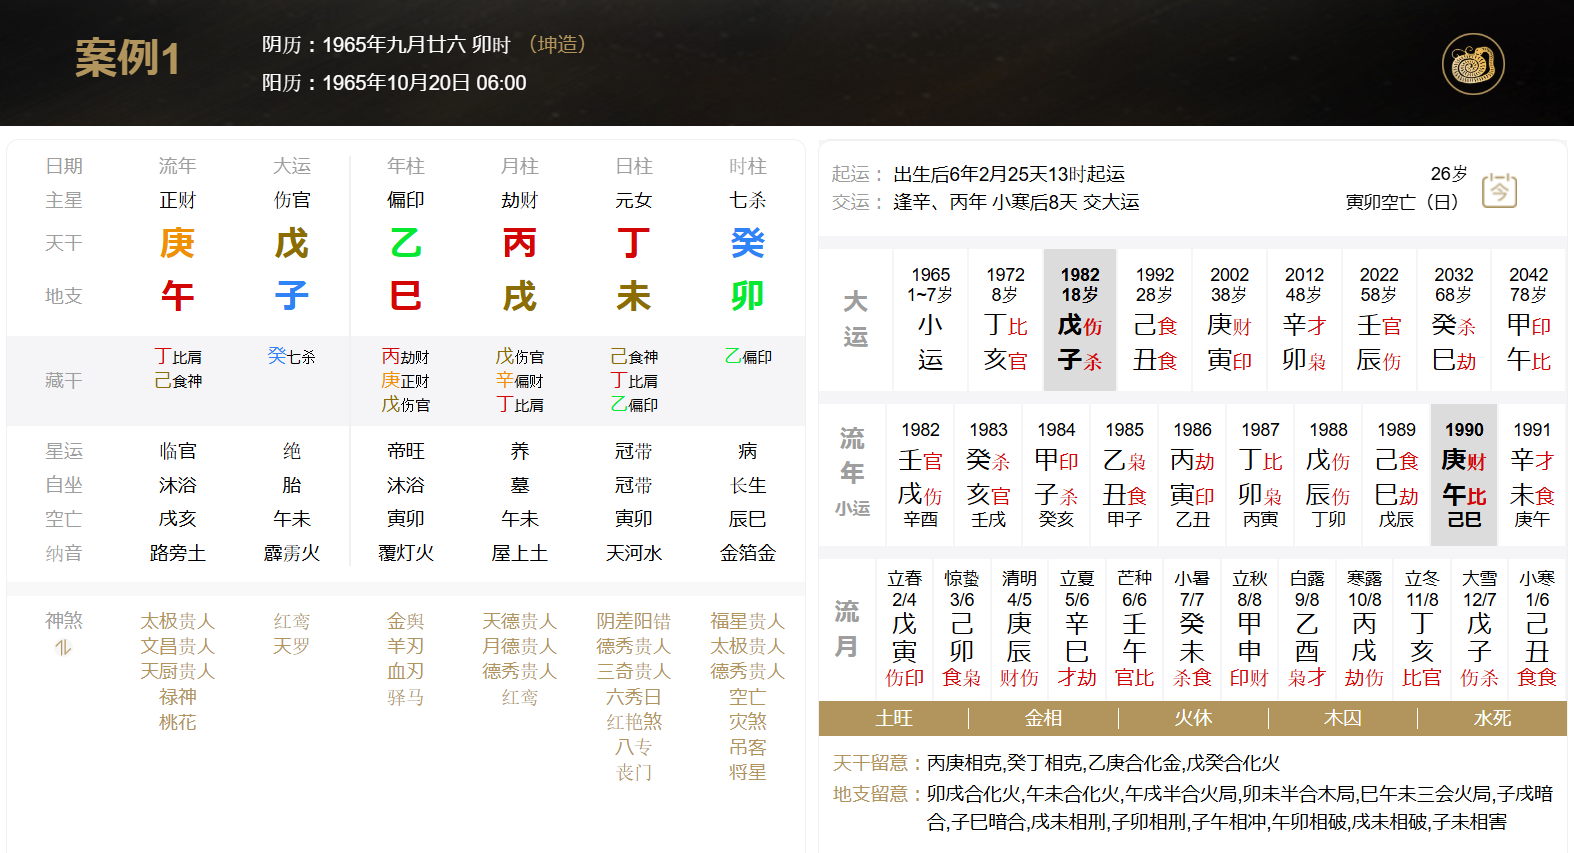 案例1
阴历：1965年九月廿六 卯时 （坤造）
阳历：1965年10月20日 06:00
日期 流年 大运 年柱 月柱 日柱 时柱
主星 正财 伤官 偏印 劫财 元女 七杀
天干 庚 戊 乙 丙 丁 癸
地支 午 子 巳 戌 未 卯
藏干
丁比肩 癸七杀 丙劫财 戊伤官 己食神 乙偏印
己食神 庚正财 辛偏财 丁比肩
戊伤官 丁比肩 乙偏印
星运 临官 绝 帝旺 养 冠带 病
自坐 沐浴 胎 沐浴 墓 冠带 长生
空亡 戌亥 午未 寅卯 午未 寅卯 辰巳
纳音 路旁土 霹雳火 覆灯火 屋上土 天河水 金箔金
神煞 太极贵人 红鸾 金舆 天德贵人 阴差阳错 福星贵人
文昌贵人 天罗 羊刃 月德贵人 德秀贵人 太极贵人
天厨贵人 血刃 德秀贵人 三奇贵人 德秀贵人
禄神 驿马 红鸾 六秀日 空亡
桃花 红艳煞 灾煞
八专 吊客
丧门 将星
起运： 出生后6年2月25天13时起运 26岁
交运： 逢辛、丙年 小寒后8天 交大运 寅卯空亡（日） 今
大运
1965 1972 1982 1992 2002 2012 2022 2032 2042
1~7岁 8岁 18岁 28岁 38岁 48岁 58岁 68岁 78岁
小 丁比 戊伤 己食 庚财 辛才 壬官 癸杀 甲印
运 亥官 子杀 丑食 寅印 卯枭 辰伤 巳劫 午比
流年
小运
1982 1983 1984 1985 1986 1987 1988 1989 1990 1991
壬官 癸杀 甲印 乙枭 丙劫 丁比 戊伤 己食 庚财 辛才
戌伤 亥官 子杀 丑食 寅印 卯枭 辰伤 巳劫 午比 未食
辛酉 壬戌 癸亥 甲子 乙丑 丙寅 丁卯 戊辰 己巳 庚午
流月
立春 惊蛰 清明 立夏 芒种 小暑 立秋 白露 寒露 立冬 大雪 小寒
2/4 3/6 4/5 5/6 6/6 7/7 8/8 9/8 10/8 11/8 12/7 1/6
戊 己 庚 辛 壬 癸 甲 乙 丙 丁 戊 己
寅 卯 辰 巳 午 未 申 酉 戌 亥 子 丑
伤印 食枭 财伤 才劫 官比 杀食 印财 枭才 劫伤 比官 伤杀 食食
土旺 金相 火休 木囚 水死
天干留意：丙庚相克,癸丁相克,乙庚合化金,戊癸合化火
地支留意：卯戌合化火,午未合化火,午戌半合火局,卯未半合木局,巳午未三会火局,子戌暗
合,子巳暗合,戌未相刑,子卯相刑,子午相冲,午卯相破,戌未相破,子未相害